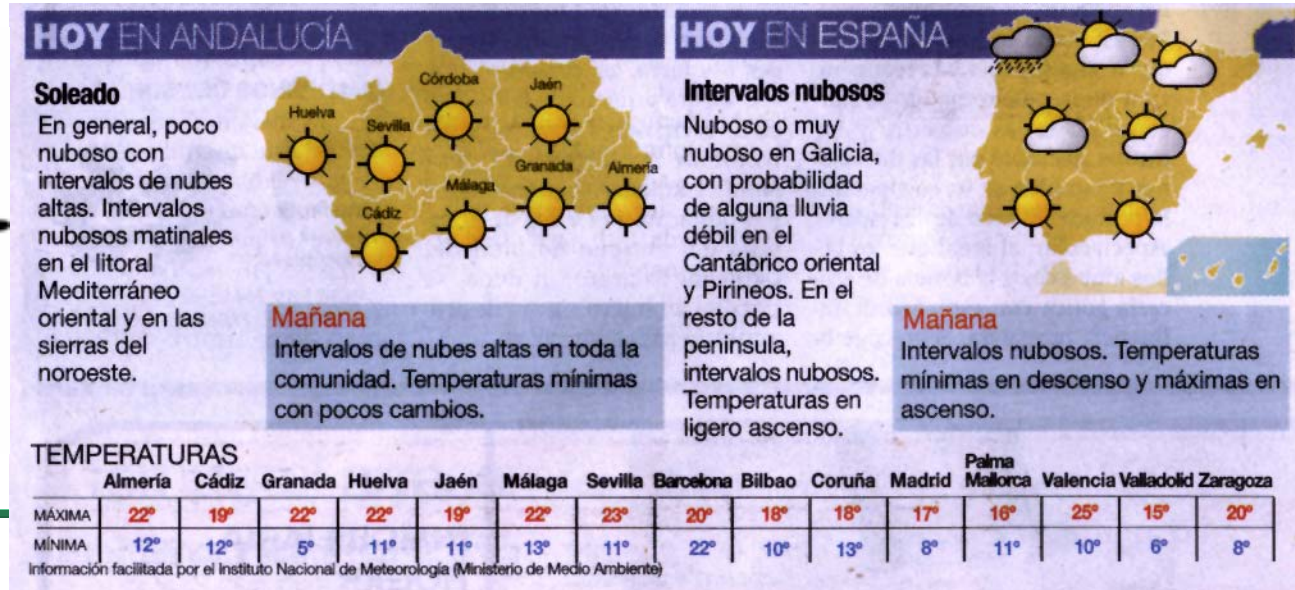 HOY EN ANDALUCÍA
Soleado
En general, poco
nuboso con
intervalos de nubes
altas. Intervalos
nubosos matinales
en el litoral
Mediterráneo
oriental y en las
sierras del
noroeste.
Huelva
Sevilla
Córdoba
Jaén
Cádiz
Málaga
Granada
Almería
Mañana
Intervalos de nubes altas en toda la
comunidad. Temperaturas mínimas
con pocos cambios.
HOY EN ESPAÑA
Intervalos nubosos
Nuboso o muy
nuboso en Galicia,
con probabilidad
de alguna lluvia
débil en el
Cantábrico oriental
y Pirineos. En el
resto de la
peninsula,
intervalos nubosos.
Temperaturas en
ligero ascenso.
Mañana
Intervalos nubosos. Temperaturas
mínimas en descenso y máximas en
ascenso.
TEMPERATURAS
Almería Cádiz Granada Huelva Jaén Málaga Sevilla Barcelona Bilbao Coruña Madrid Palma Mallorca Valencia Valladolid Zaragoza
MÁXIMA 22° 19° 22° 22° 19° 22° 23° 20° 18° 18° 17° 16° 25° 15° 20°
MÍNIMA 12° 12° 5° 11° 11° 13° 11° 22° 10° 13° 8° 11° 10° 6° 8°
Información facilitada por el Instituto Nacional de Meteorología (Ministerio de Medio Ambiente)